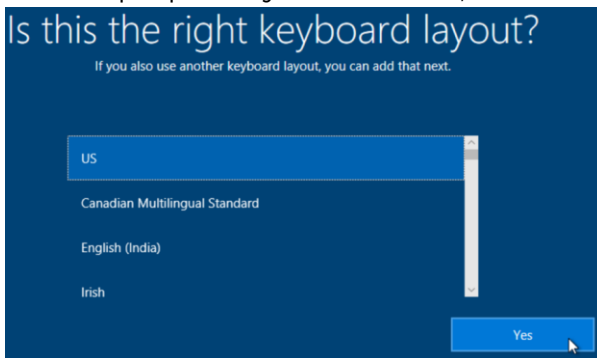 Is this the right keyboard layout?
If you also use another keyboard layout, you can add that next.
US
Canadian Multilingual Standard
English (India)
Irish
Yes